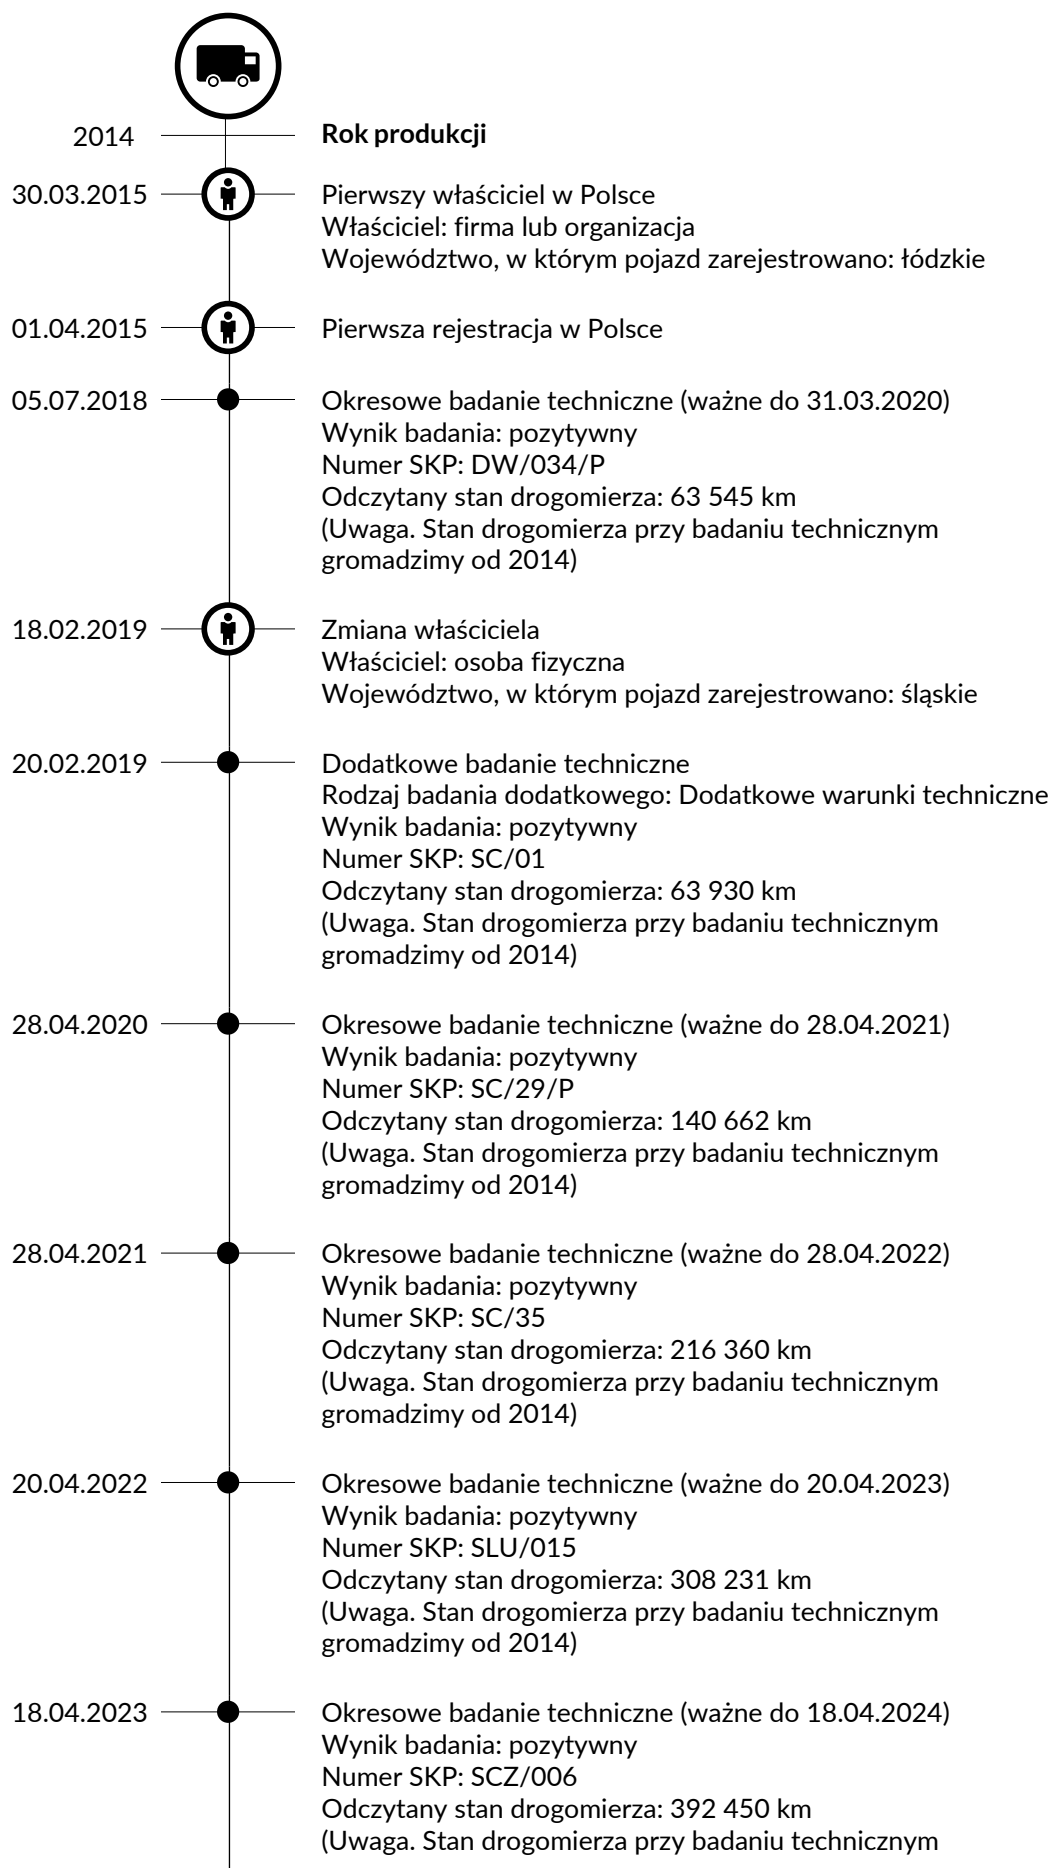 2014 Rok produkcji
30.03.2015 Pierwszy właściciel w Polsce
Właściciel: firma lub organizacja
Województwo, w którym pojazd zarejestrowano: łódzkie
01.04.2015 Pierwsza rejestracja w Polsce
05.07.2018 Okresowe badanie techniczne (ważne do 31.03.2020)
Wynik badania: pozytywny
Numer SKP: DW/034/P
Odczytany stan drogomierza: 63 545 km
(Uwaga. Stan drogomierza przy badaniu technicznym
gromadzimy od 2014)
18.02.2019 Zmiana właściciela
Właściciel: osoba fizyczna
Województwo, w którym pojazd zarejestrowano: śląskie
20.02.2019 Dodatkowe badanie techniczne
Rodzaj badania dodatkowego: Dodatkowe warunki techniczne
Wynik badania: pozytywny
Numer SKP: SC/01
Odczytany stan drogomierza: 63 930 km
(Uwaga. Stan drogomierza przy badaniu technicznym
gromadzimy od 2014)
28.04.2020 Okresowe badanie techniczne (ważne do 28.04.2021)
Wynik badania: pozytywny
Numer SKP: SC/29/P
Odczytany stan drogomierza: 140 662 km
(Uwaga. Stan drogomierza przy badaniu technicznym
gromadzimy od 2014)
28.04.2021 Okresowe badanie techniczne (ważne do 28.04.2022)
Wynik badania: pozytywny
Numer SKP: SC/35
Odczytany stan drogomierza: 216 360 km
(Uwaga. Stan drogomierza przy badaniu technicznym
gromadzimy od 2014)
20.04.2022 Okresowe badanie techniczne (ważne do 20.04.2023)
Wynik badania: pozytywny
Numer SKP: SLU/015
Odczytany stan drogomierza: 308 231 km
(Uwaga. Stan drogomierza przy badaniu technicznym
gromadzimy od 2014)
18.04.2023 Okresowe badanie techniczne (ważne do 18.04.2024)
Wynik badania: pozytywny
Numer SKP: SCZ/006
Odczytany stan drogomierza: 392 450 km
(Uwaga. Stan drogomierza przy badaniu technicznym